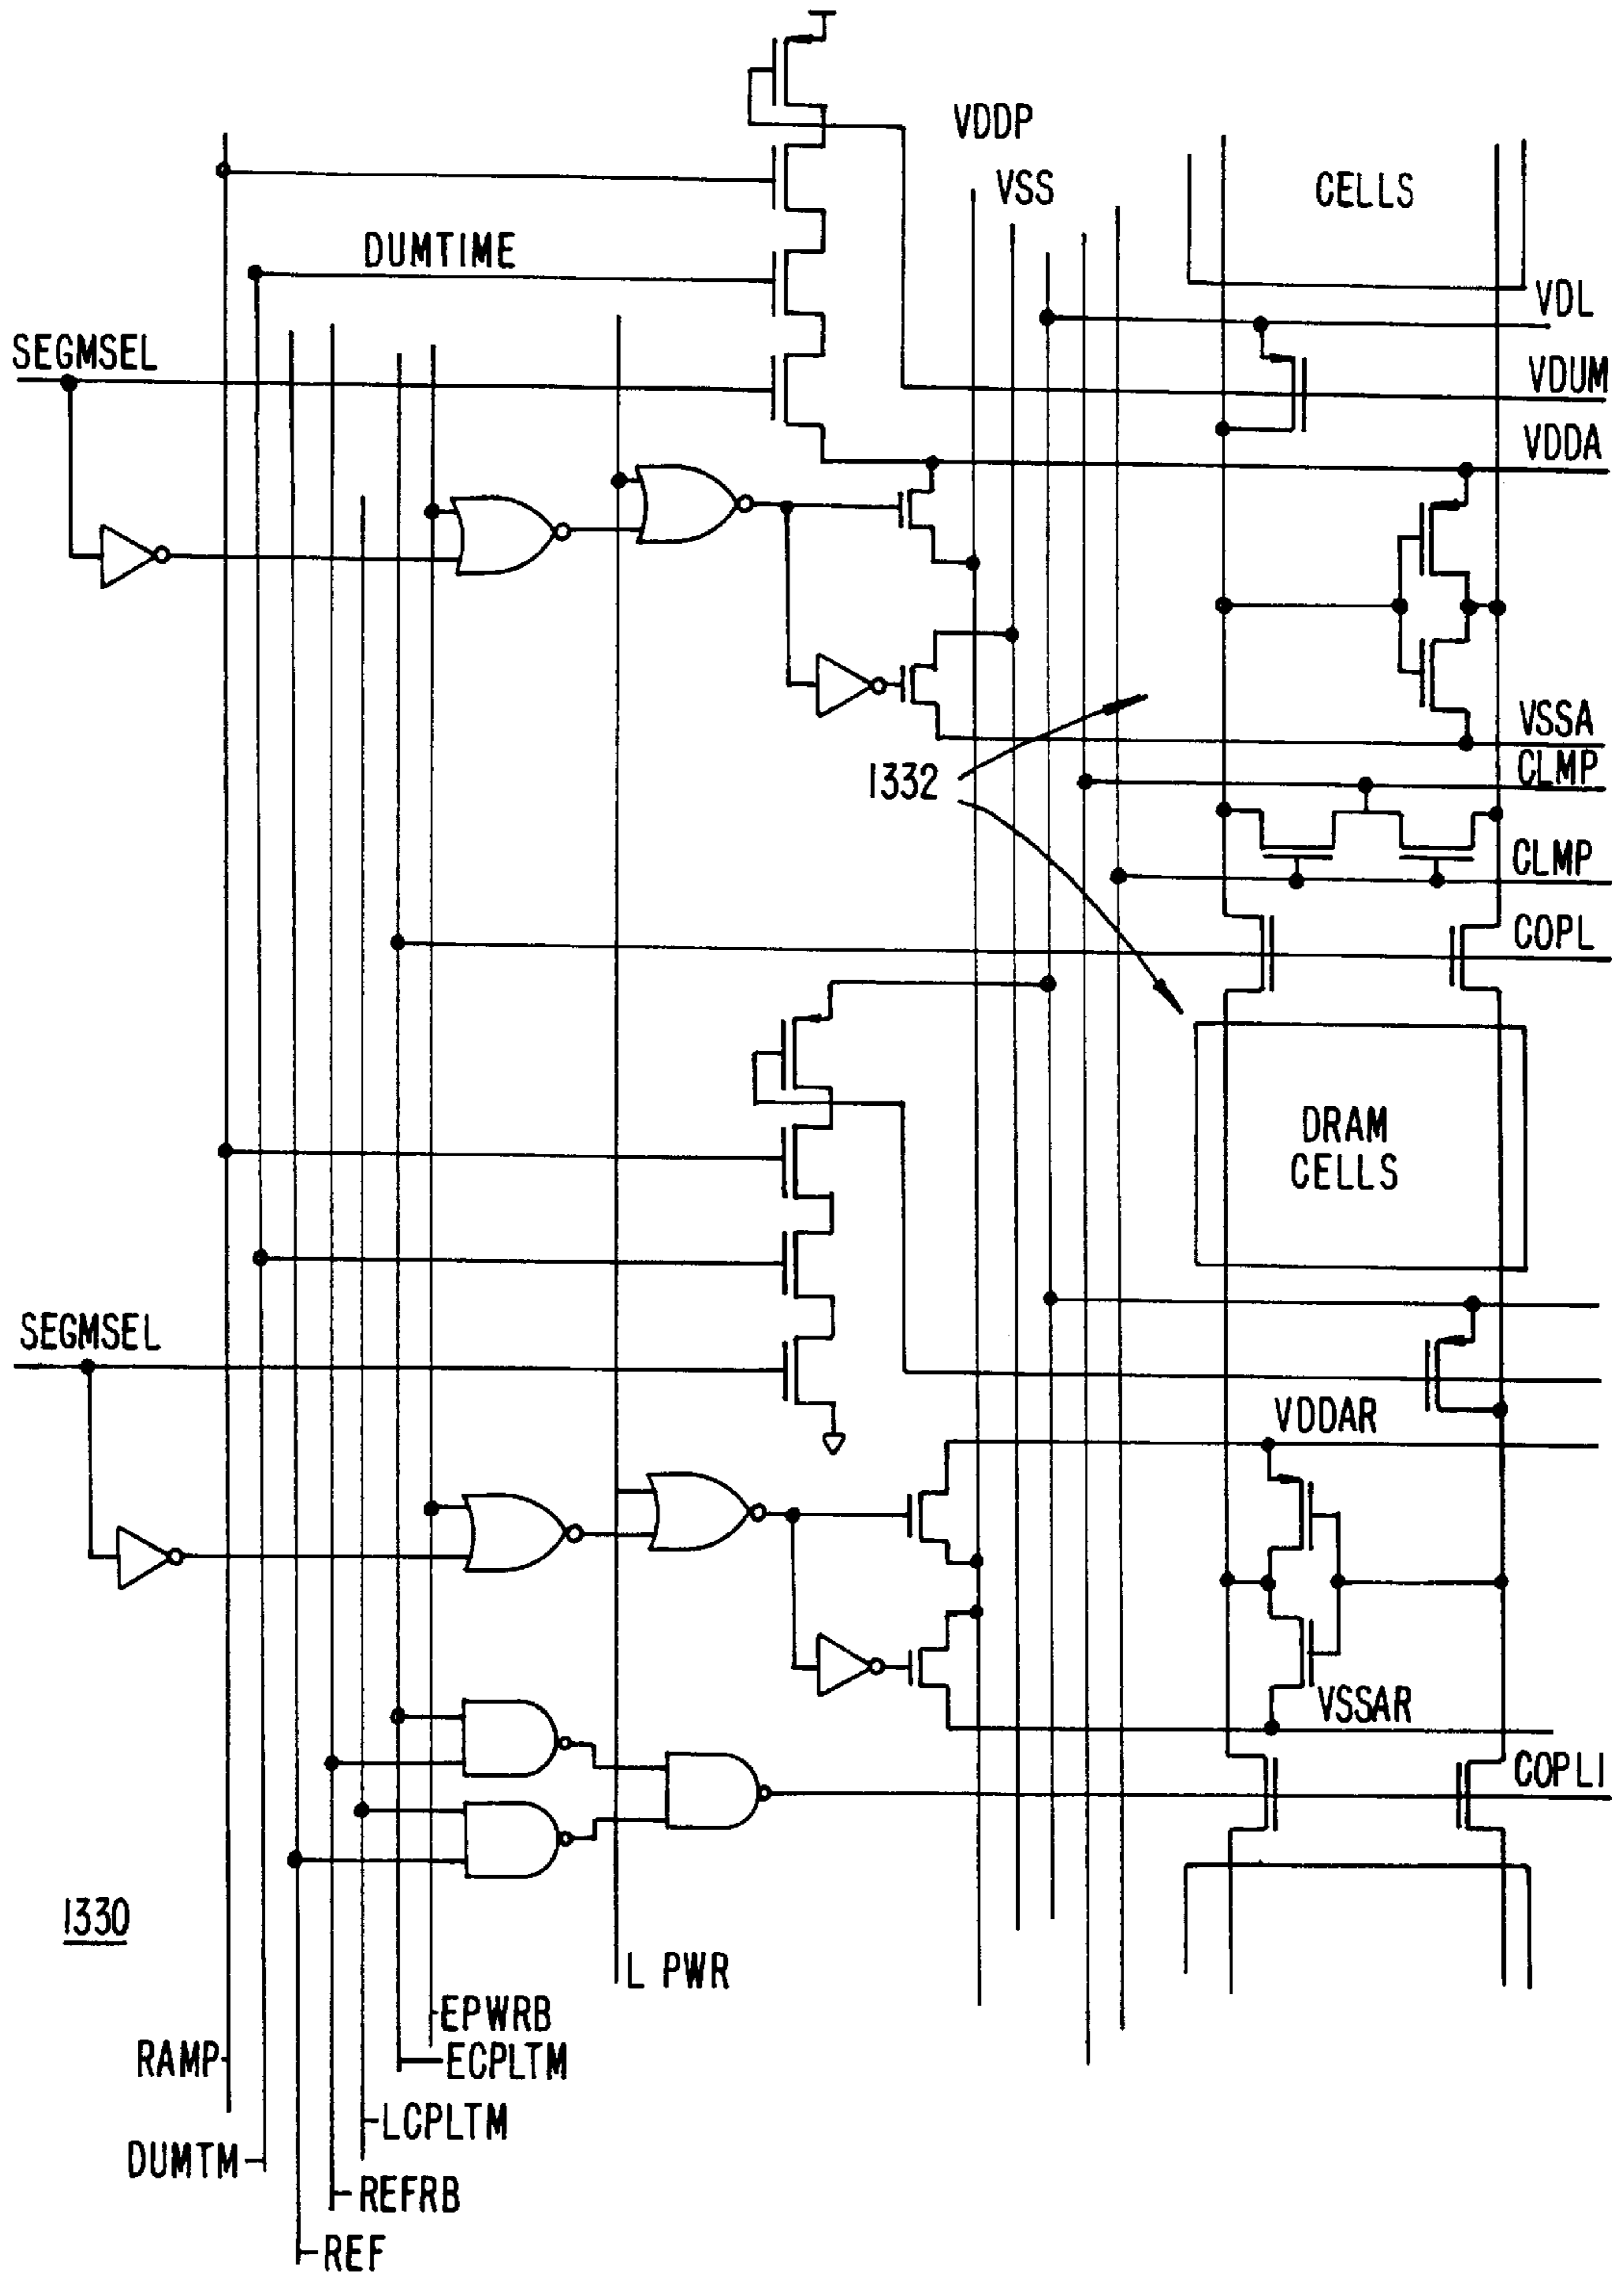 VDDP
VSS
CELLS
DUMTIME
VDL
SEGMSEL
VDUM
VDDA
VSSA
1332
CLMP
CLMP
COPL
DRAM
CELLS
SEGMSEL
VDDAR
VSSAR
COPLI
1330
L PWR
EPWRB
RAMP
ECPLTM
LCPLTM
DUMTM
REFRB
REF